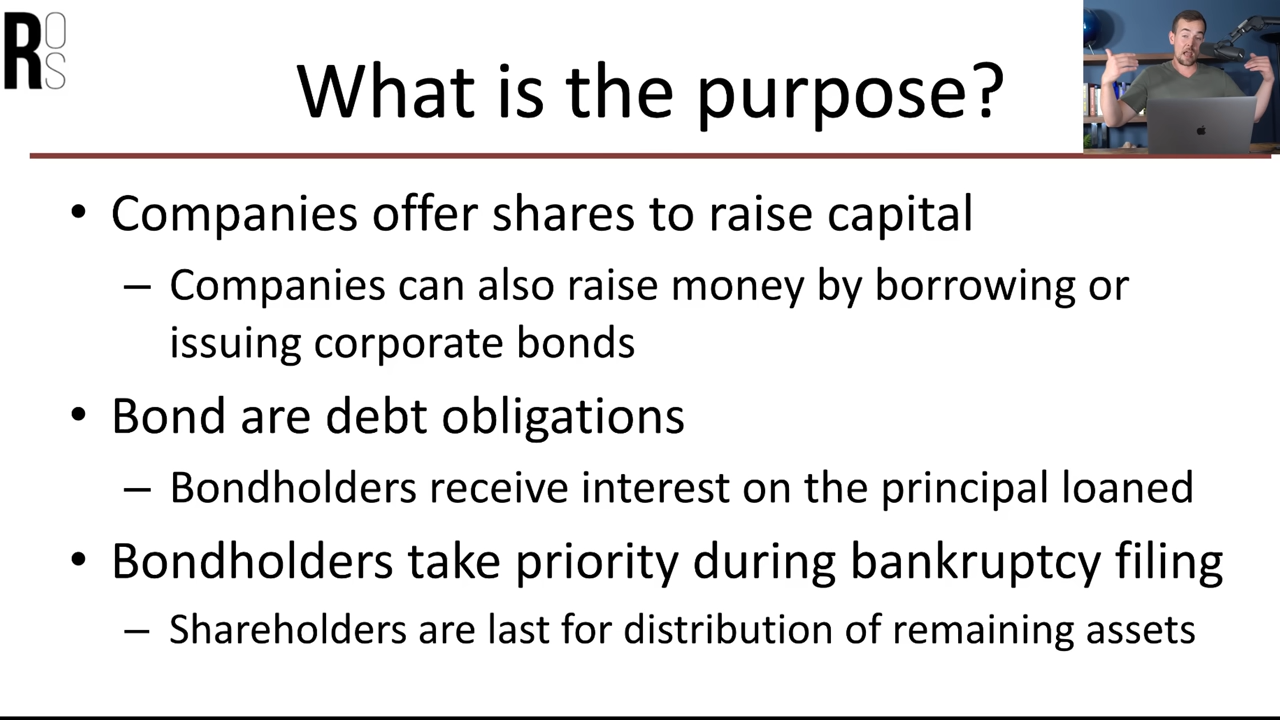 ROSS
What is the purpose?
• Companies offer shares to raise capital
– Companies can also raise money by borrowing or
issuing corporate bonds
• Bond are debt obligations
– Bondholders receive interest on the principal loaned
• Bondholders take priority during bankruptcy filing
– Shareholders are last for distribution of remaining assets